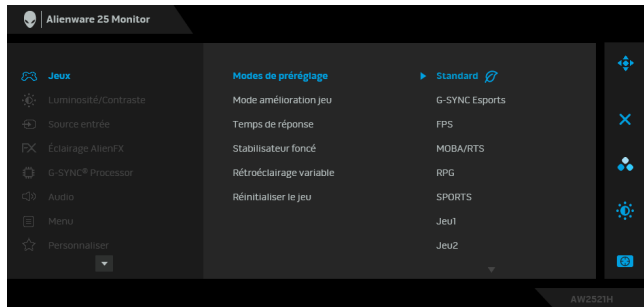 Alienware 25 Monitor
Jeux
Modes de préréglage
Standard
Luminosité/Contraste
Mode amélioration jeu
G-SYNC Esports
Source entrée
Temps de réponse
FPS
Éclairage AlienFX
Stabilisateur foncé
MOBA/RTS
G-SYNC® Processor
Rétroéclairage variable
RPG
Audio
Réinitialiser le jeu
SPORTS
Menu
Jeu1
Personnaliser
Jeu2
AW2521H